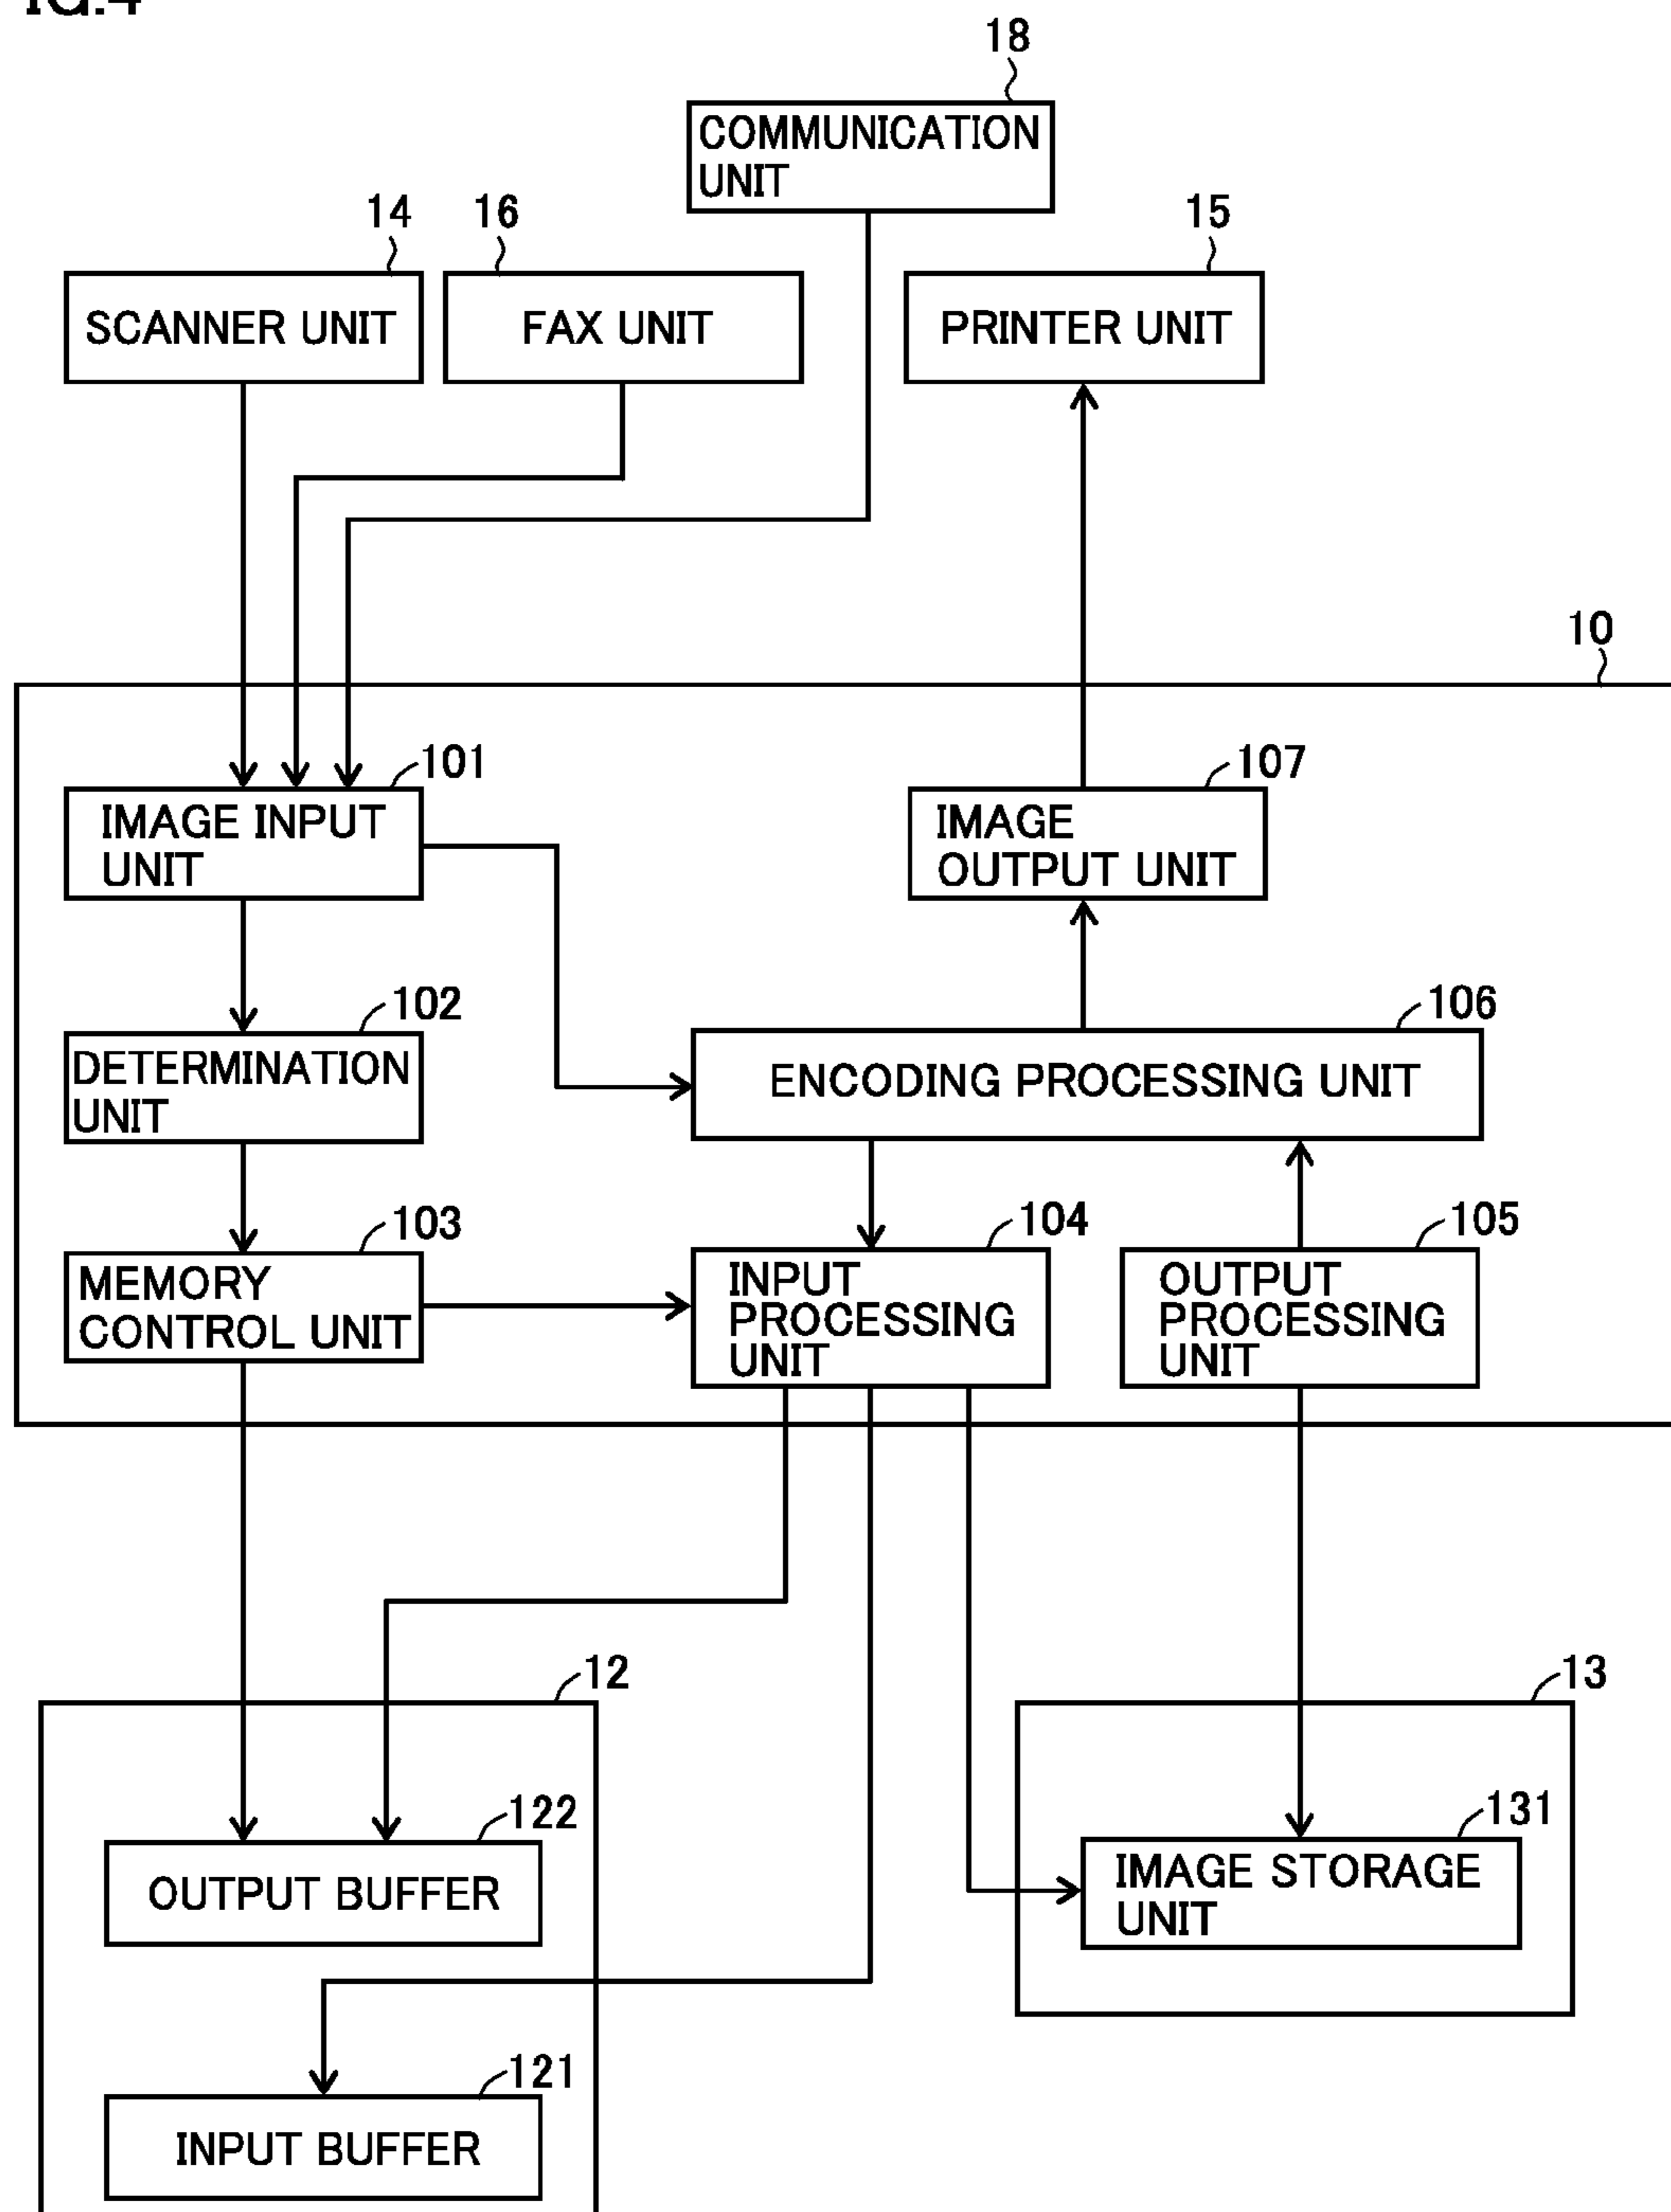 IG.4
18
COMMUNICATION
UNIT
14
16
15
SCANNER UNIT
FAX UNIT
PRINTER UNIT
10
101
107
IMAGE INPUT
UNIT
IMAGE
OUTPUT UNIT
102
106
DETERMINATION
UNIT
ENCODING PROCESSING UNIT
103
104
105
MEMORY
CONTROL UNIT
INPUT
PROCESSING
UNIT
OUTPUT
PROCESSING
UNIT
12
13
122
131
OUTPUT BUFFER
IMAGE STORAGE
UNIT
121
INPUT BUFFER